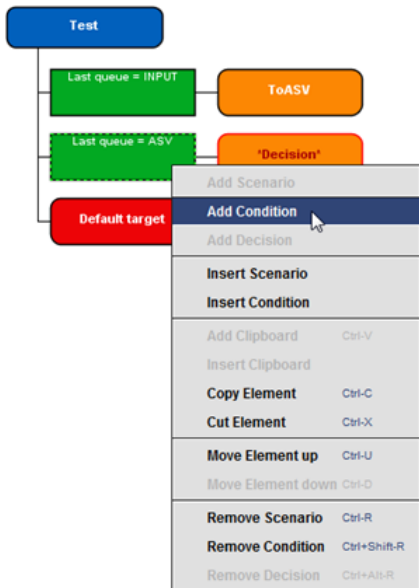 Test
Last queue = INPUT
ToASV
Last queue = ASV
*Decision*
Default target
Add Scenario
Add Condition
Add Decision
Insert Scenario
Insert Condition
Add Clipboard Ctrl-V
Insert Clipboard
Copy Element Ctrl-C
Cut Element Ctrl-X
Move Element up Ctrl-U
Move Element down Ctrl-D
Remove Scenario Ctrl-R
Remove Condition Ctrl+Shift-R
Remove Decision Ctrl+Alt-R